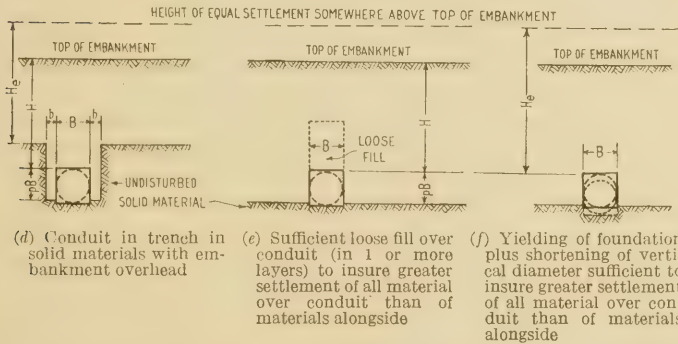 HEIGHT OF EQUAL SETTLEMENT SOMEWHERE ABOVE TOP OF EMBANKMENT
TOP OF EMBANKMENT
TOP OF EMBANKMENT
TOP OF EMBANKMENT
He
H
b
B
b
pB
UNDISTURBED
SOLID MATERIAL
B
LOOSE
FILL
H
pB
He
B
(d) Conduit in trench in
solid materials with em-
bankment overhead
(e) Sufficient loose fill over
conduit (in 1 or more
layers) to insure greater
settlement of all material
over conduit than of
materials alongside
(f) Yielding of foundation
plus shortening of verti-
cal diameter sufficient to
insure greater settlement
of all material over con-
duit than of materials
alongside